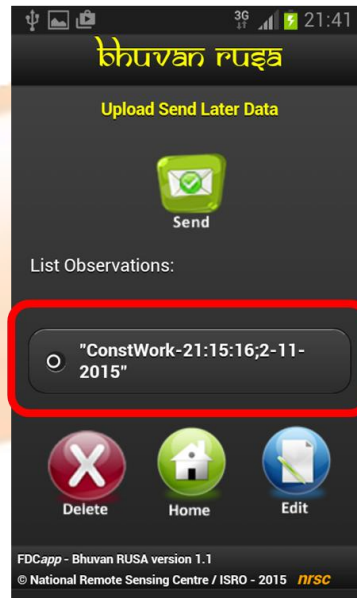 3G 21:41
bhuvan rusa
Upload Send Later Data
Send
List Observations:
"ConstWork-21:15:16;2-11-
2015"
Delete Home Edit
FDCapp - Bhuvan RUSA version 1.1
© National Remote Sensing Centre / ISRO - 2015 nrsc